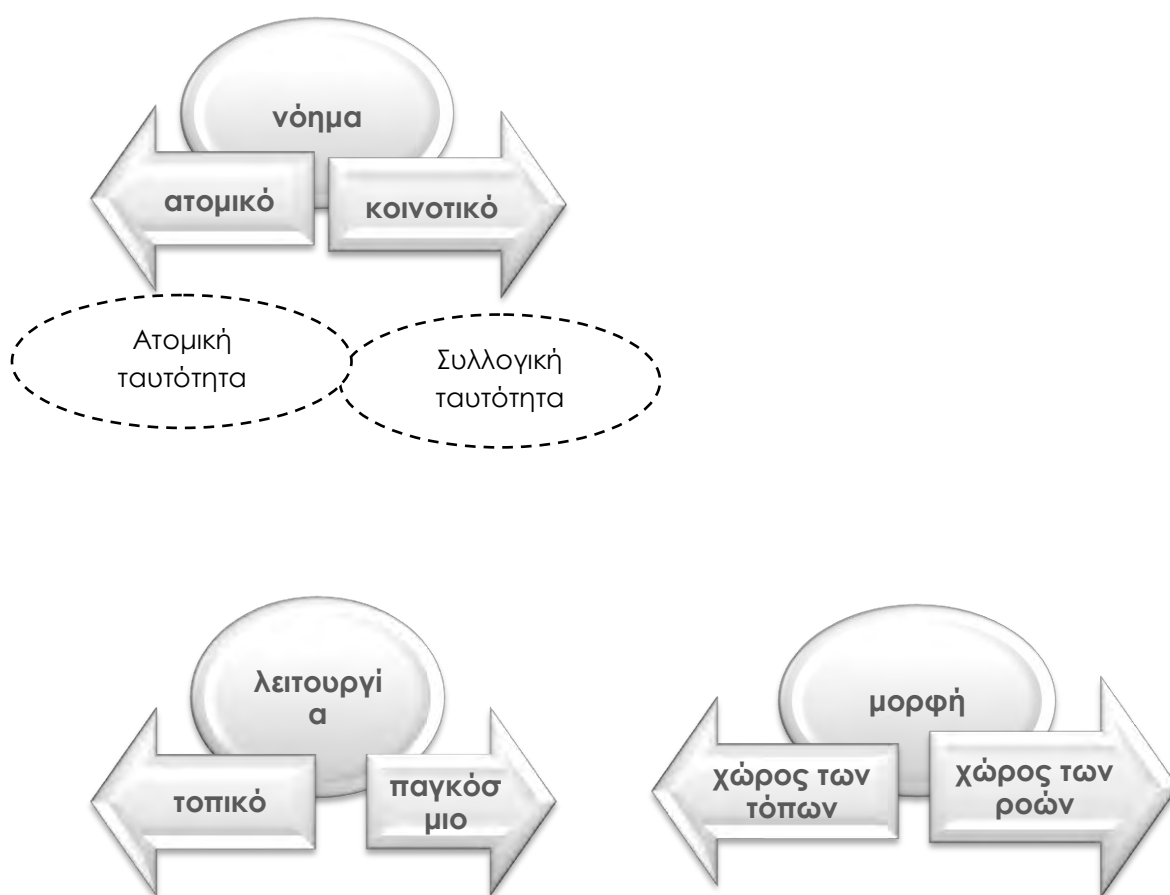 νόημα
ατομικό
κοινοτικό
Ατομική
ταυτότητα
Συλλογική
ταυτότητα
λειτουργί
α
τοπικό
παγκόσ
μιο
μορφή
χώρος των
τόπων
χώρος των
ροών